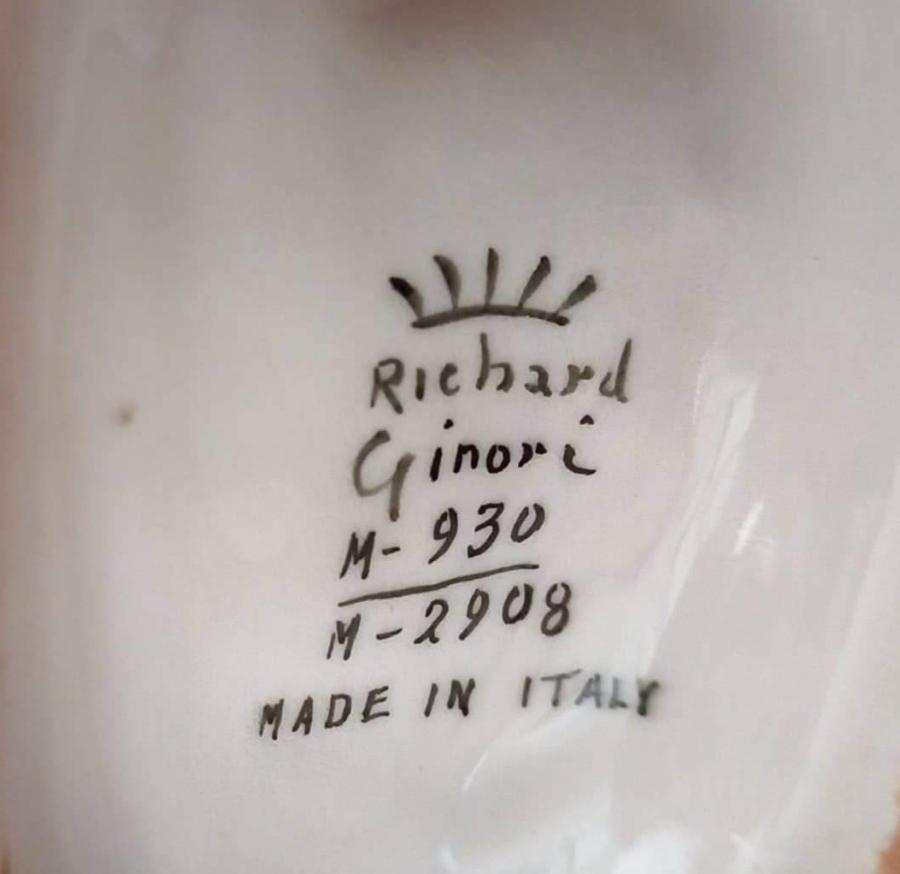 Richard
Ginori
M- 930
M-2908
MADE IN ITALY